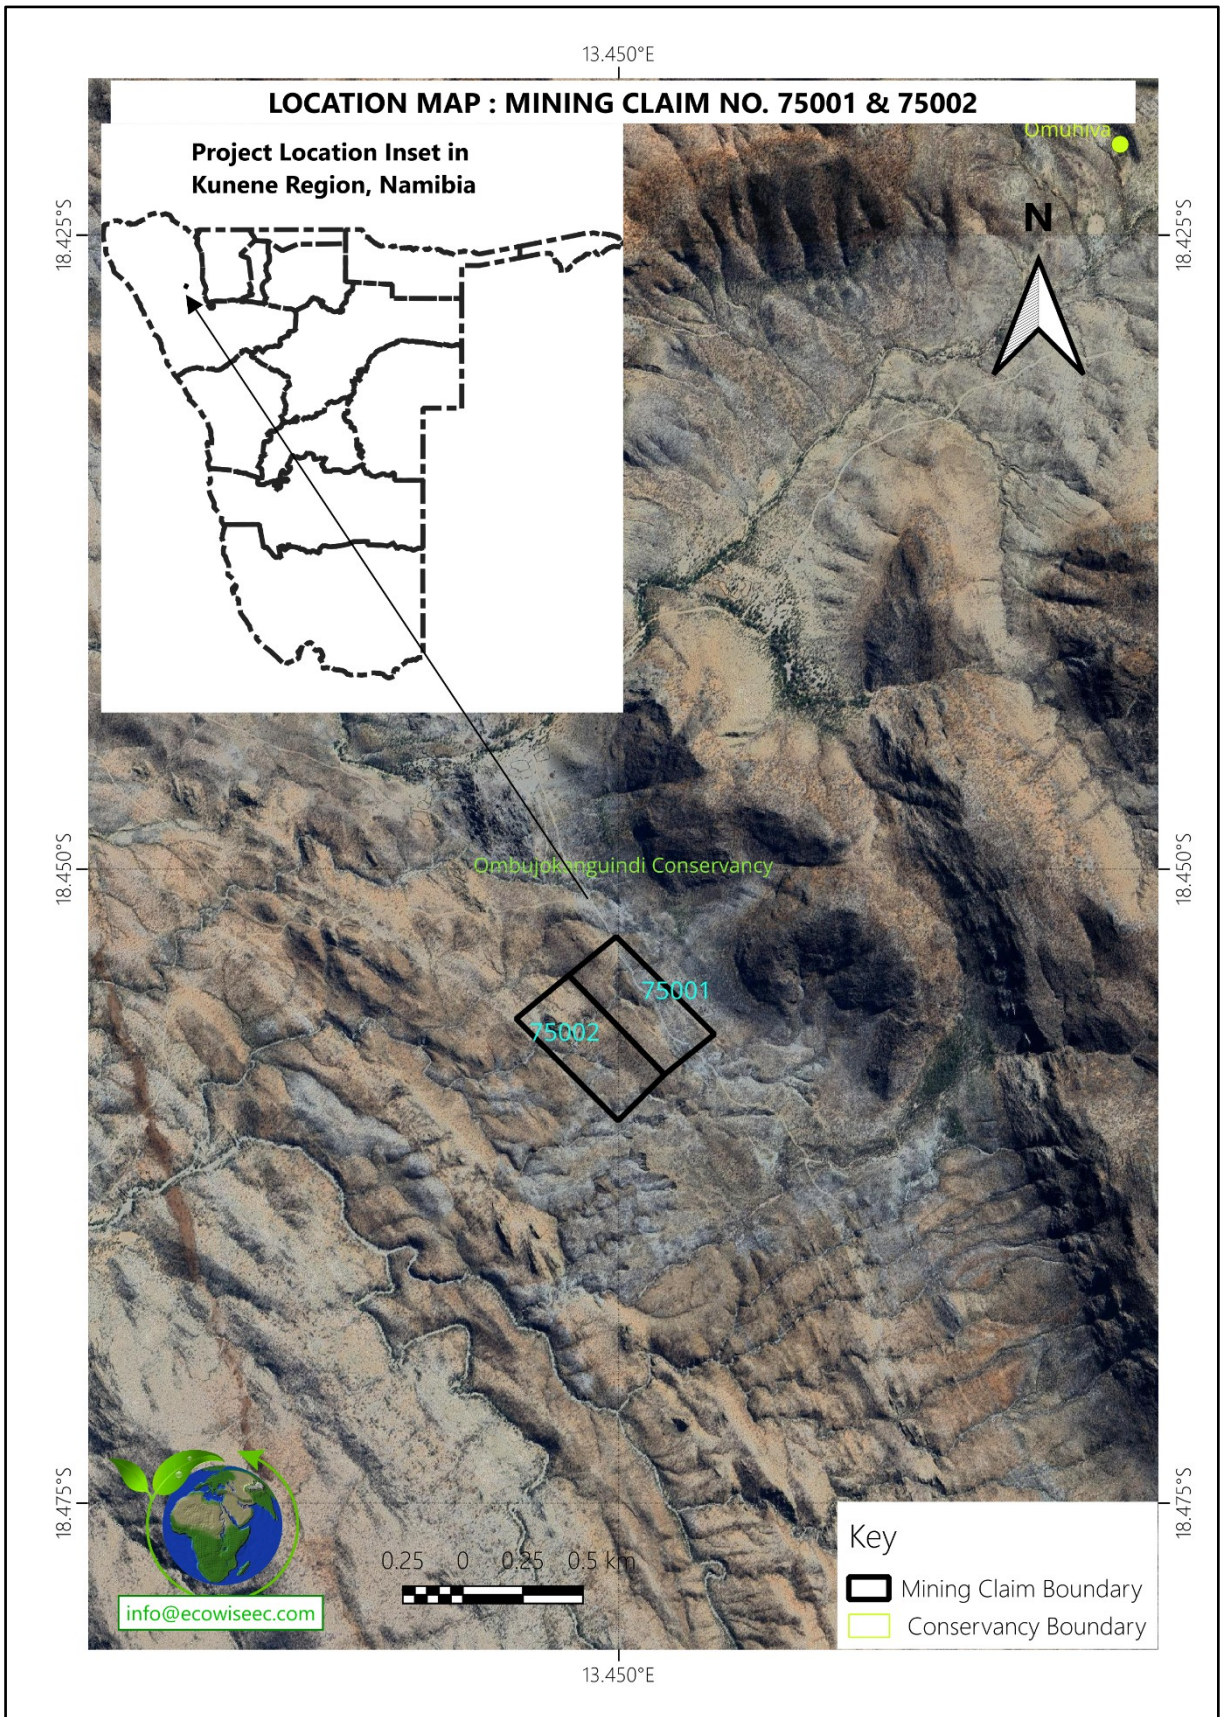 13.450°E
LOCATION MAP : MINING CLAIM NO. 75001 & 75002
Omuhiva
Project Location Inset in
Kunene Region, Namibia
N
18.425°S
18.425°S
18.450°S
Ombujokanguindi Conservancy
18.450°S
75001
75002
18.475°S
18.475°S
Key
Mining Claim Boundary
Conservancy Boundary
0.25 0 0.25 0.5 km
info@ecowiseec.com
13.450°E